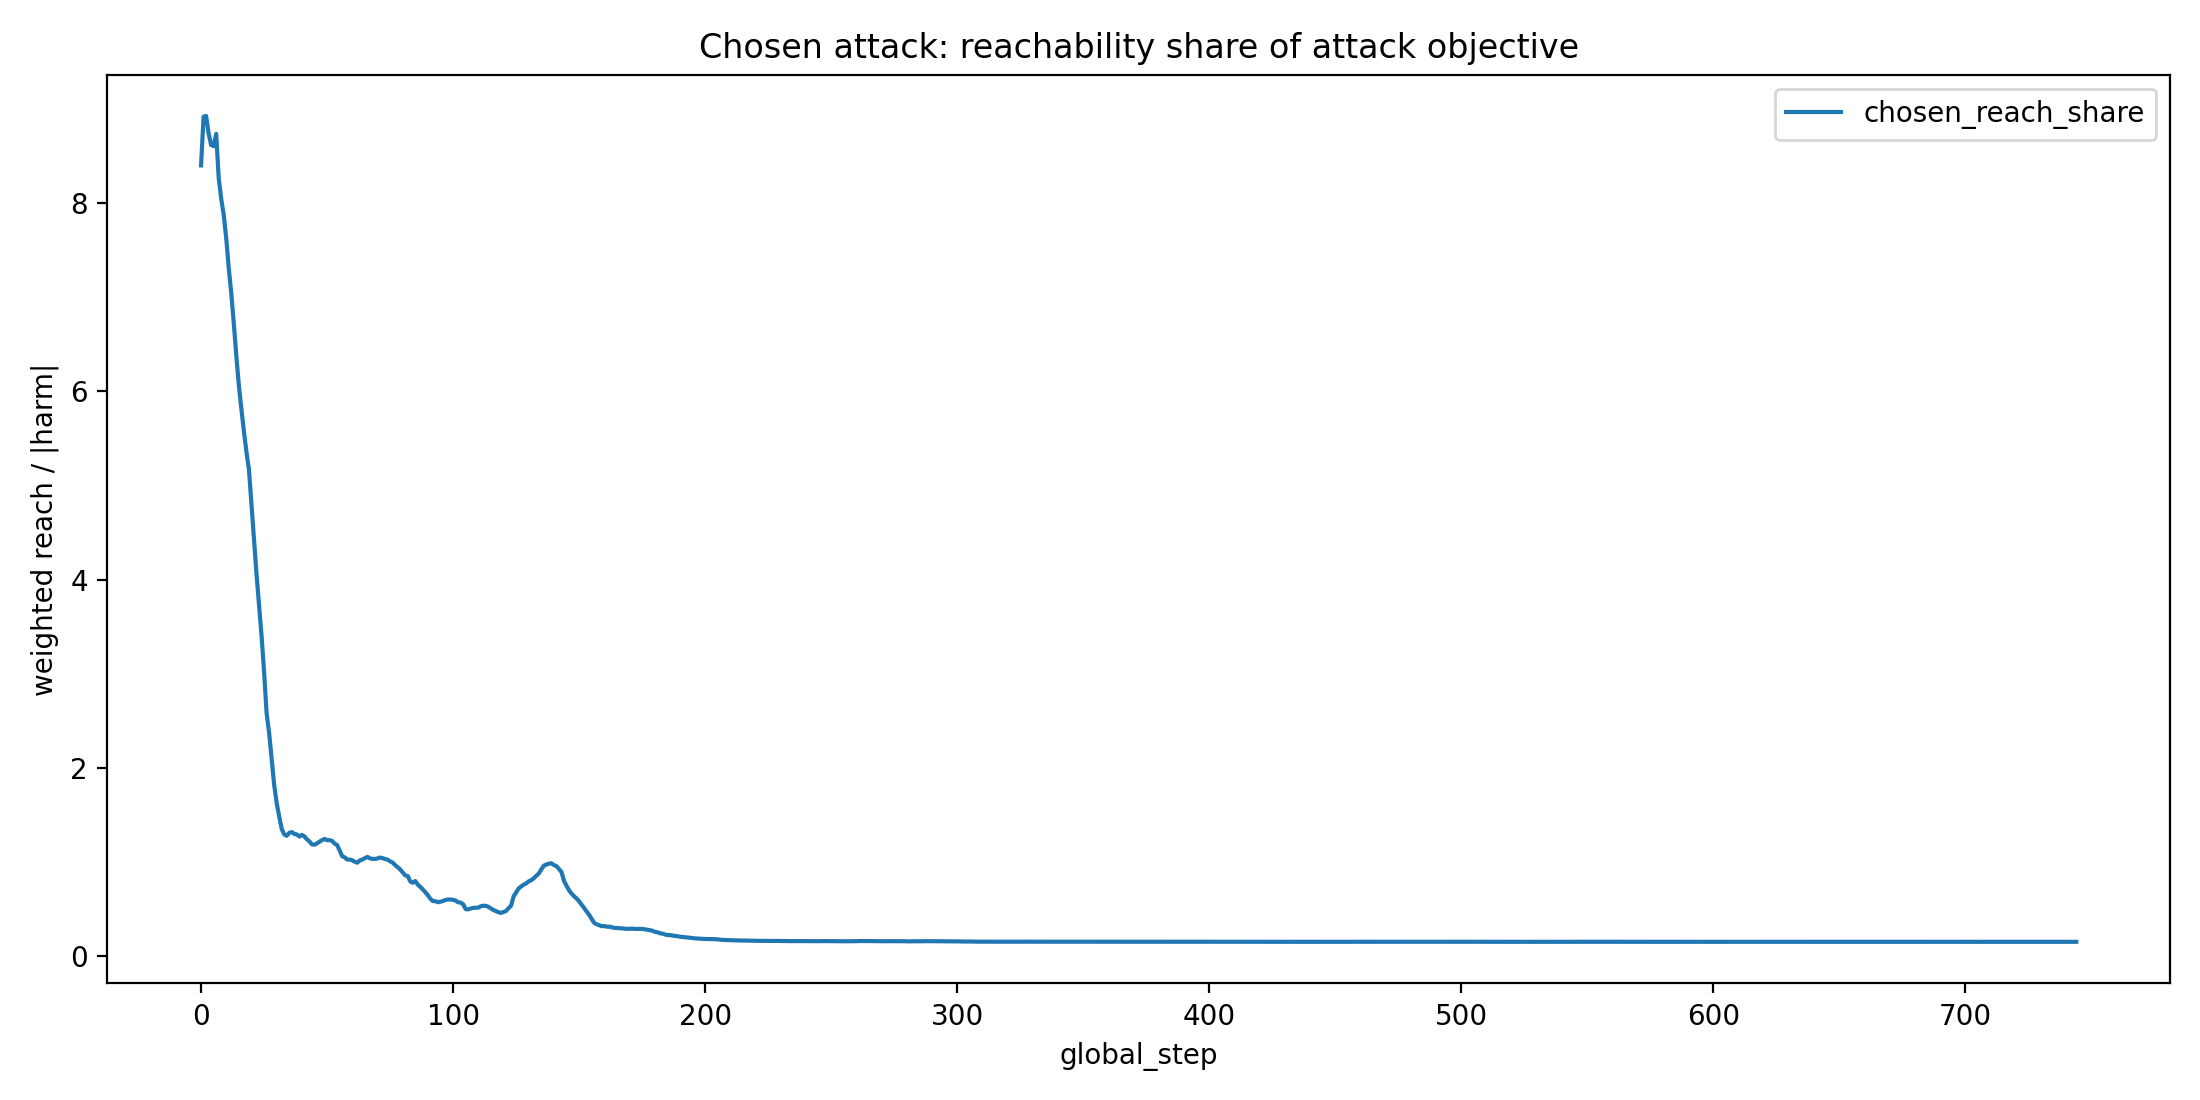 Chosen attack: reachability share of attack objective
chosen_reach_share
weighted reach / |harm|
8
6
4
2
0
0 100 200 300 400 500 600 700
global_step